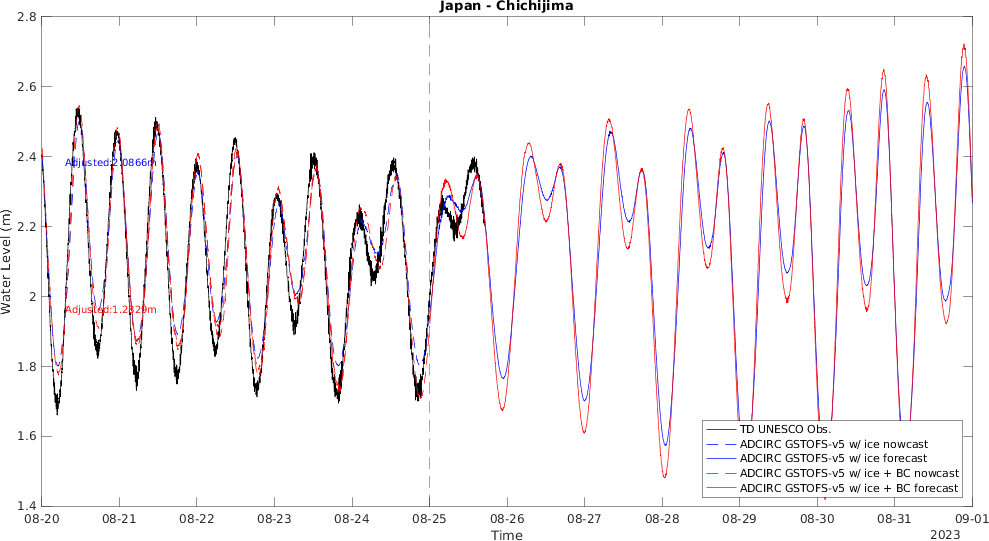 Japan - Chichijima
2.8
2.6
2.4
2.2
2
1.8
1.6
1.4
Water Level (m)
Adjusted:2.0866m
Adjusted:1.2329m
TD UNESCO Obs.
ADCIRC GSTOFS-v5 w/ ice nowcast
ADCIRC GSTOFS-v5 w/ ice forecast
ADCIRC GSTOFS-v5 w/ ice + BC nowcast
ADCIRC GSTOFS-v5 w/ ice + BC forecast
08-20 08-21 08-22 08-23 08-24 08-25 08-26 08-27 08-28 08-29 08-30 08-31 09-01
Time
2023